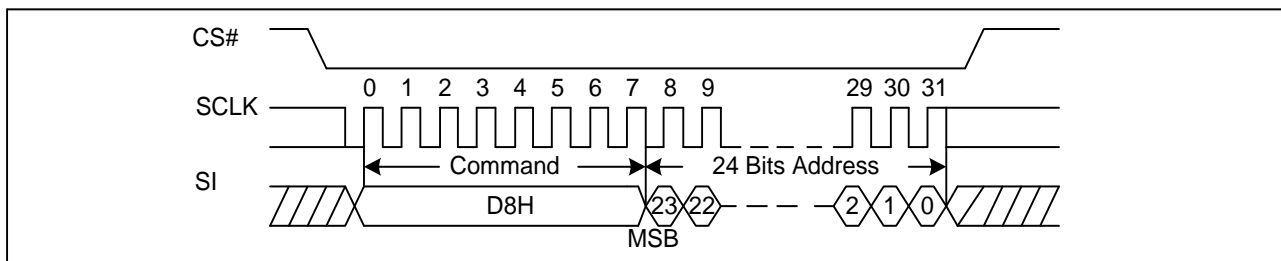 CS#
0 1 2 3 4 5 6 7 8 9 29 30 31
SCLK
Command 24 Bits Address
SI
D8H 23 22 2 1 0
MSB